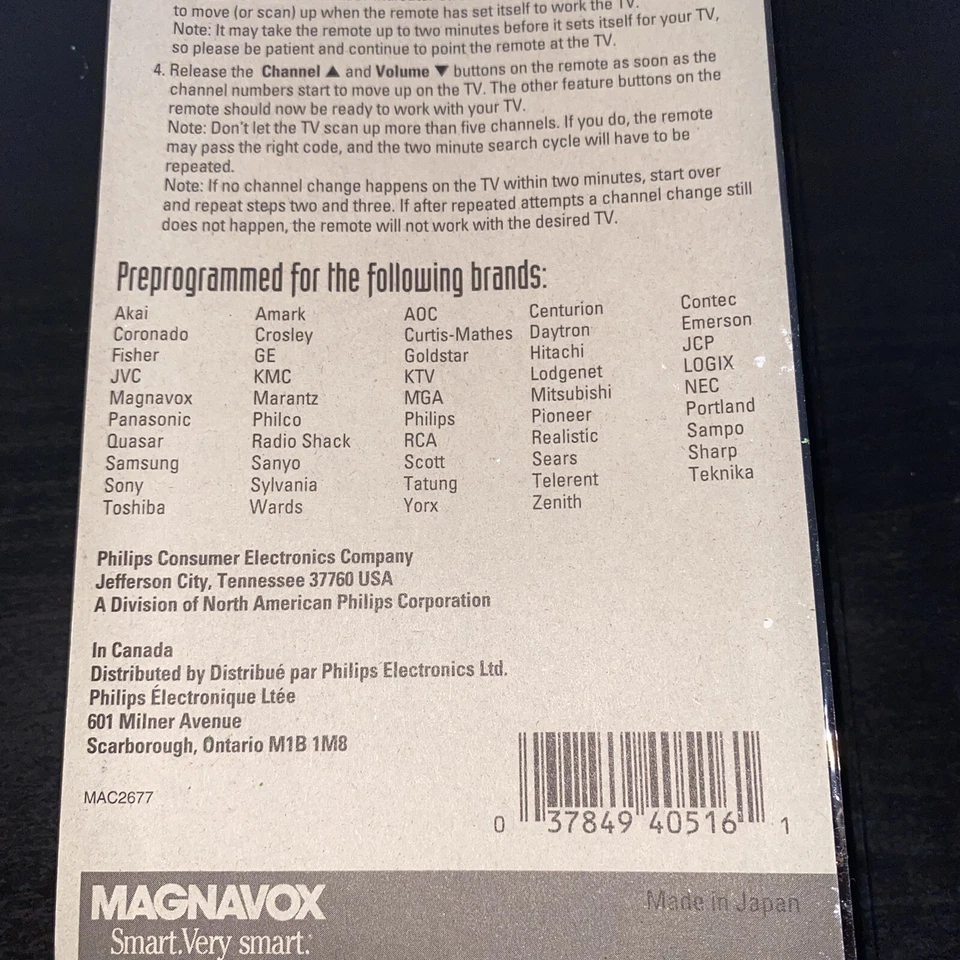 to move (or scan) up when the remote has set itself to work the TV.
Note: It may take the remote up to two minutes before it sets itself for your TV,
so please be patient and continue to point the remote at the TV.
4. Release the Channel ▲ and Volume ▼ buttons on the remote as soon as the
channel numbers start to move up on the TV. The other feature buttons on the
remote should now be ready to work with your TV.
Note: Don't let the TV scan up more than five channels. If you do, the remote
may pass the right code, and the two minute search cycle will have to be
repeated.
Note: If no channel change happens on the TV within two minutes, start over
and repeat steps two and three. If after repeated attempts a channel change still
does not happen, the remote will not work with the desired TV.
Preprogrammed for the following brands:
Akai Amark AOC Centurion Contec
Coronado Crosley Curtis-Mathes Daytron Emerson
Fisher GE Goldstar Hitachi JCP
JVC KMC KTV Lodgenet LOGIX
Magnavox Marantz MGA Mitsubishi NEC
Panasonic Philco Philips Pioneer Portland
Quasar Radio Shack RCA Realistic Sampo
Samsung Sanyo Scott Sears Sharp
Sony Sylvania Tatung Telerent Teknika
Toshiba Wards Yorx Zenith
Philips Consumer Electronics Company
Jefferson City, Tennessee 37760 USA
A Division of North American Philips Corporation
In Canada
Distributed by Distribué par Philips Electronics Ltd.
Philips Électronique Ltée
601 Milner Avenue
Scarborough, Ontario M1B 1M8
MAC2677
0 37849 40516 1
MAGNAVOX
Smart. Very smart.
Made in Japan